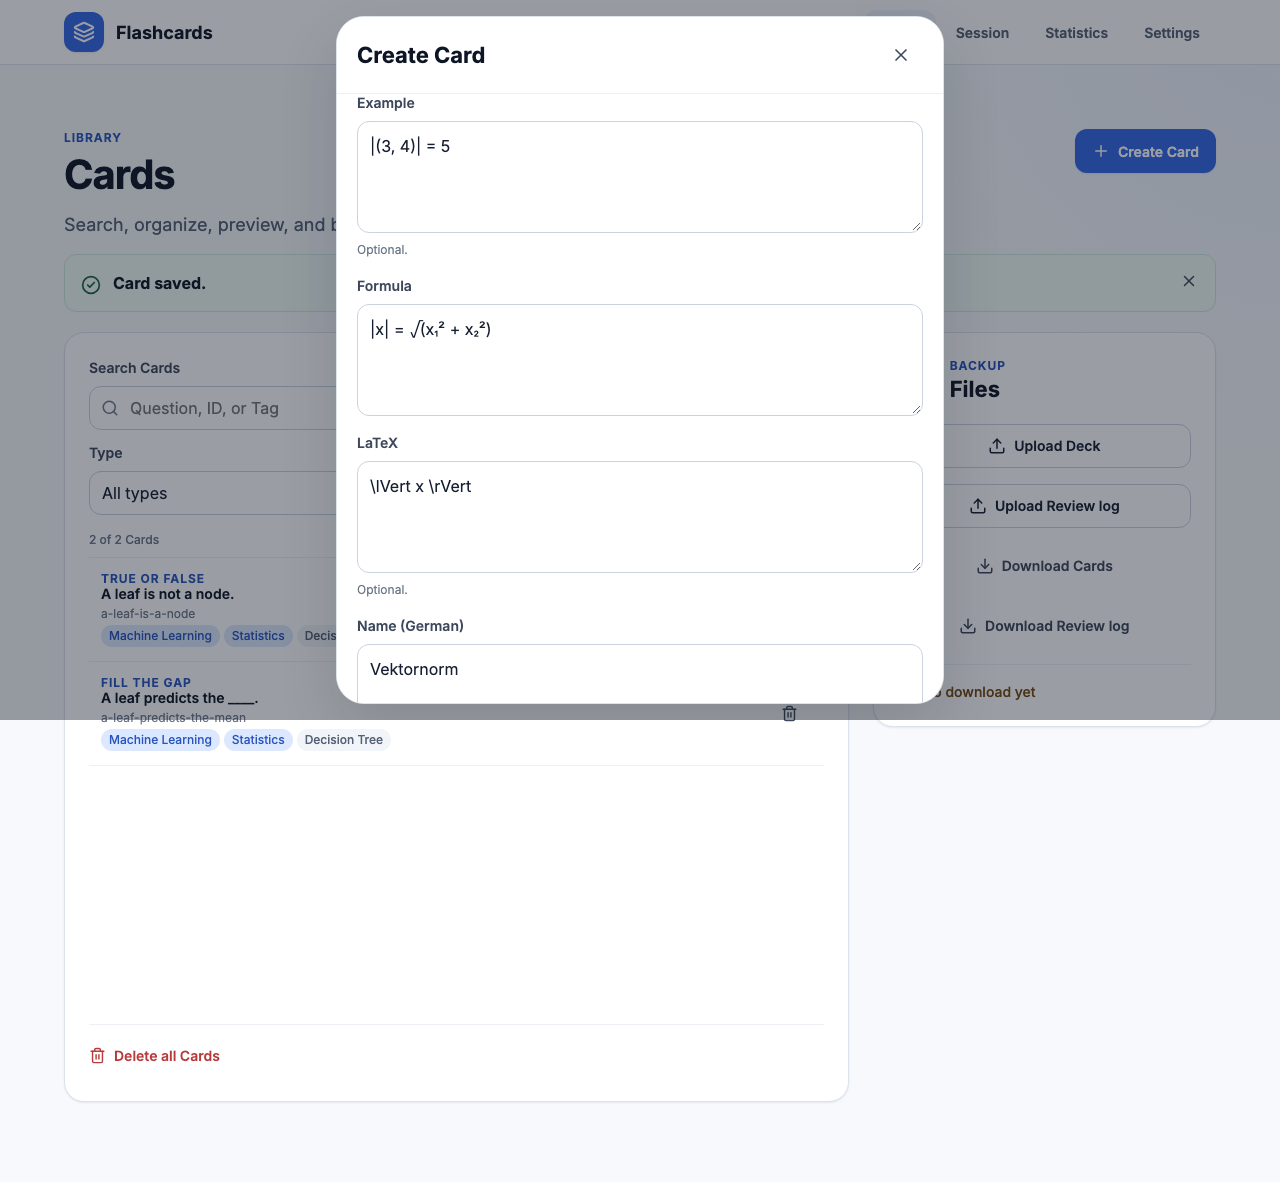 Flashcards
Session
Statistics
Settings
Create Card
LIBRARY
Cards
Search, organize, preview, and
Create Card
Card saved.
Example
|(3, 4)| = 5
Optional.
Formula
|x| = √(x₁² + x₂²)
LaTeX
\lVert x \rVert
Optional.
Name (German)
Vektornorm
Search Cards
Question, ID, or Tag
Type
All types
2 of 2 Cards
TRUE OR FALSE
A leaf is not a node.
a-leaf-is-a-node
Machine Learning
Statistics
FILL THE GAP
A leaf predicts the ____.
a-leaf-predicts-the-mean
Machine Learning
Statistics
Decision Tree
Delete all Cards
BACKUP
Files
Upload Deck
Upload Review log
Download Cards
Download Review log
download yet